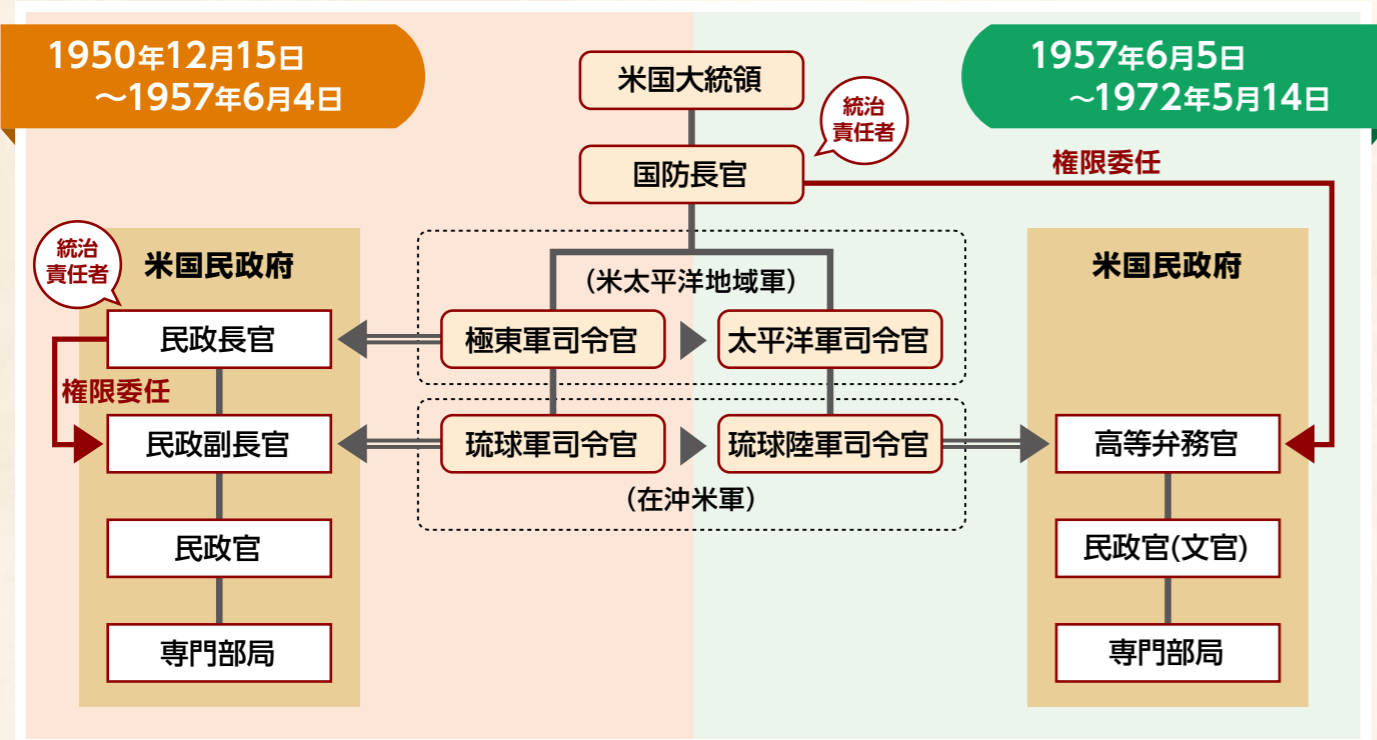 1950年12月15日
～1957年6月4日
1957年6月5日
～1972年5月14日
米国大統領
統治
責任者
国防長官
権限委任
統治
責任者
米国民政府
(米太平洋地域軍)
米国民政府
民政長官
極東軍司令官
太平洋軍司令官
権限委任
民政副長官
琉球軍司令官
琉球陸軍司令官
高等弁務官
(在沖米軍)
民政官
民政官(文官)
専門部局
専門部局